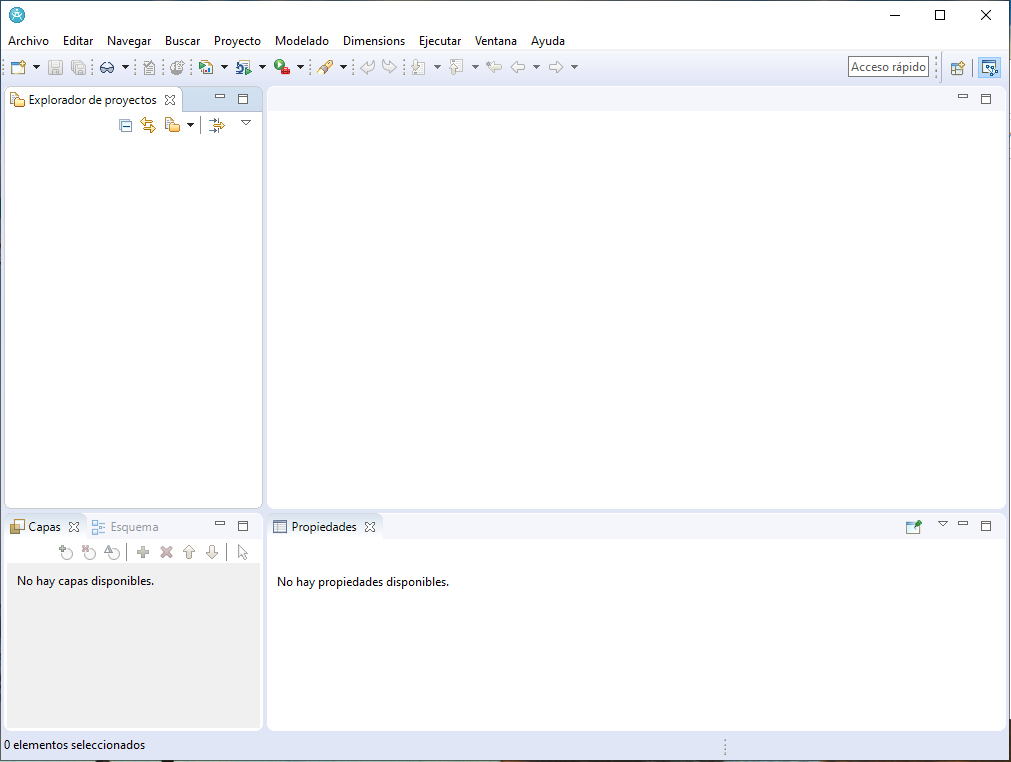 Archivo Editar Navegar Buscar Proyecto Modelado Dimensions Ejecutar Ventana Ayuda
Acceso rápido
Explorador de proyectos
Capas Esquema
No hay capas disponibles.
Propiedades
No hay propiedades disponibles.
0 elementos seleccionados